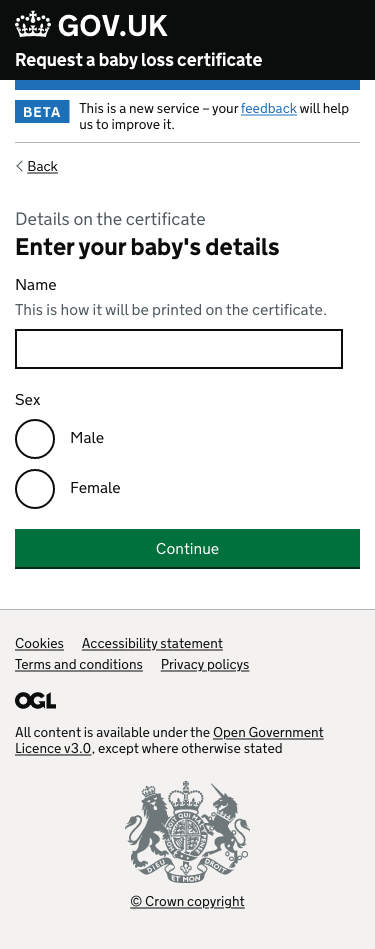 GOV.UK
Request a baby loss certificate
BETA
This is a new service – your feedback will help
us to improve it.
Back
Details on the certificate
Enter your baby's details
Name
This is how it will be printed on the certificate.
Sex
Male
Female
Continue
Cookies Accessibility statement
Terms and conditions Privacy policys
OGL
All content is available under the Open Government
Licence v3.0, except where otherwise stated
DIEU ET MON DROIT
© Crown copyright